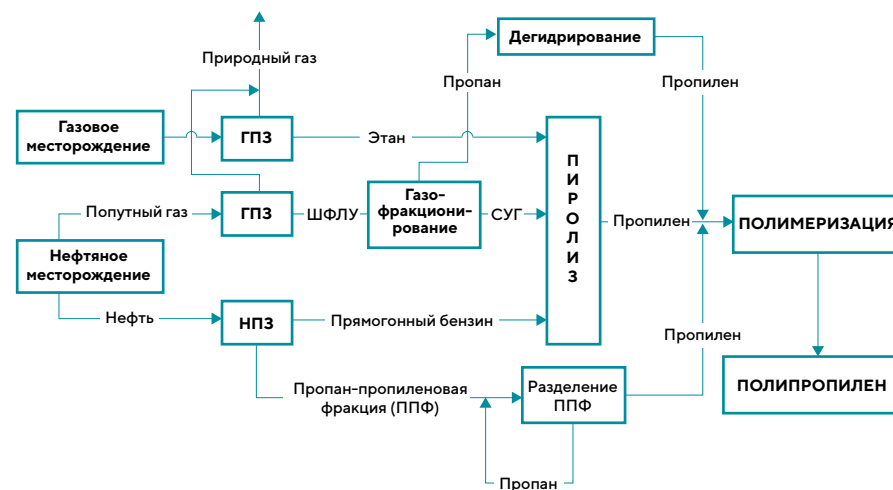 Дегидрирование
Природный газ
Пропан
Пропилен
Газовое
месторождение
ГПЗ
Этан
ПИРОЛИЗ
Попутный газ
ГПЗ
ШФЛУ
Газо-
фракциони-
рование
СУГ
Пропилен
ПОЛИМЕРИЗАЦИЯ
Нефтяное
месторождение
Нефть
НПЗ
Прямогонный бензин
Пропилен
Пропан-пропиленовая
фракция (ППФ)
Разделение
ППФ
ПОЛИПРОПИЛЕН
Пропан